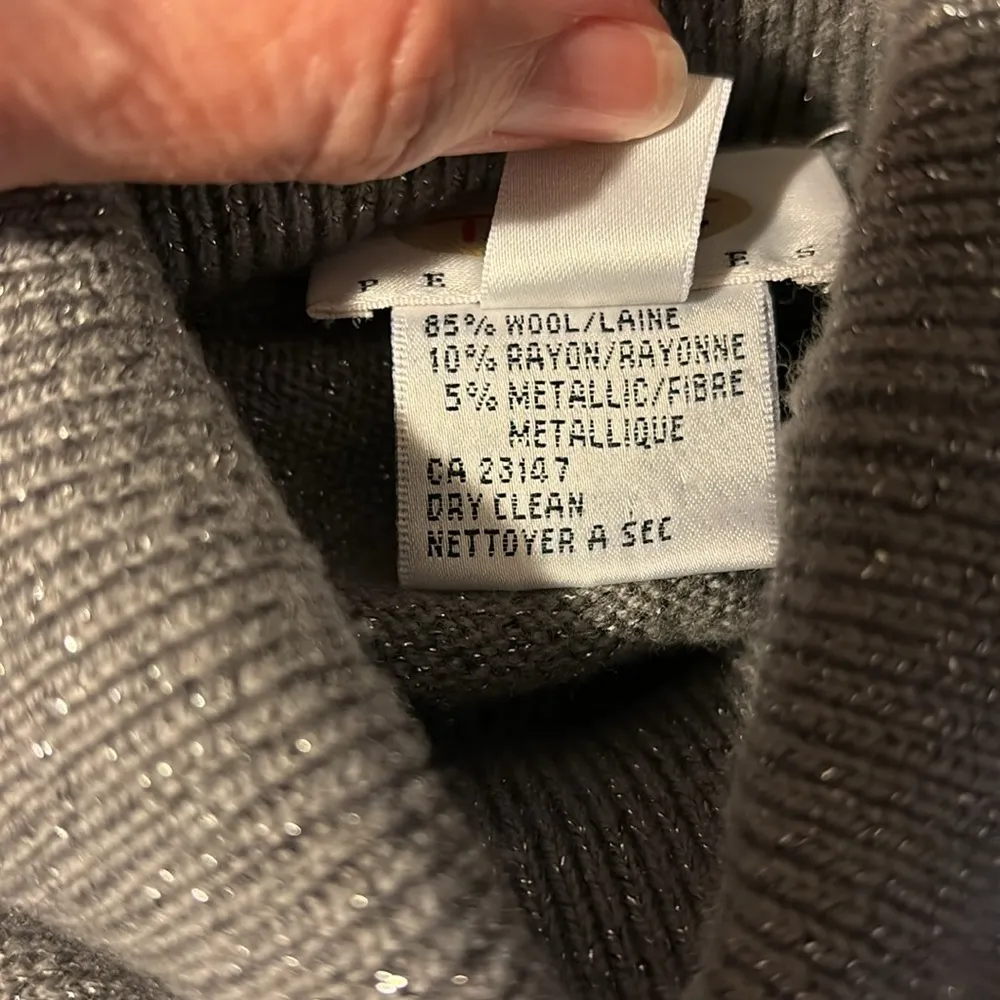 P E E S
85% WOOL/LAINE
10% RAYON/RAYONNE
5% METALLIC/FIBRE
METALLIQUE
CA 23147
DRY CLEAN
NETTOYER A SEC